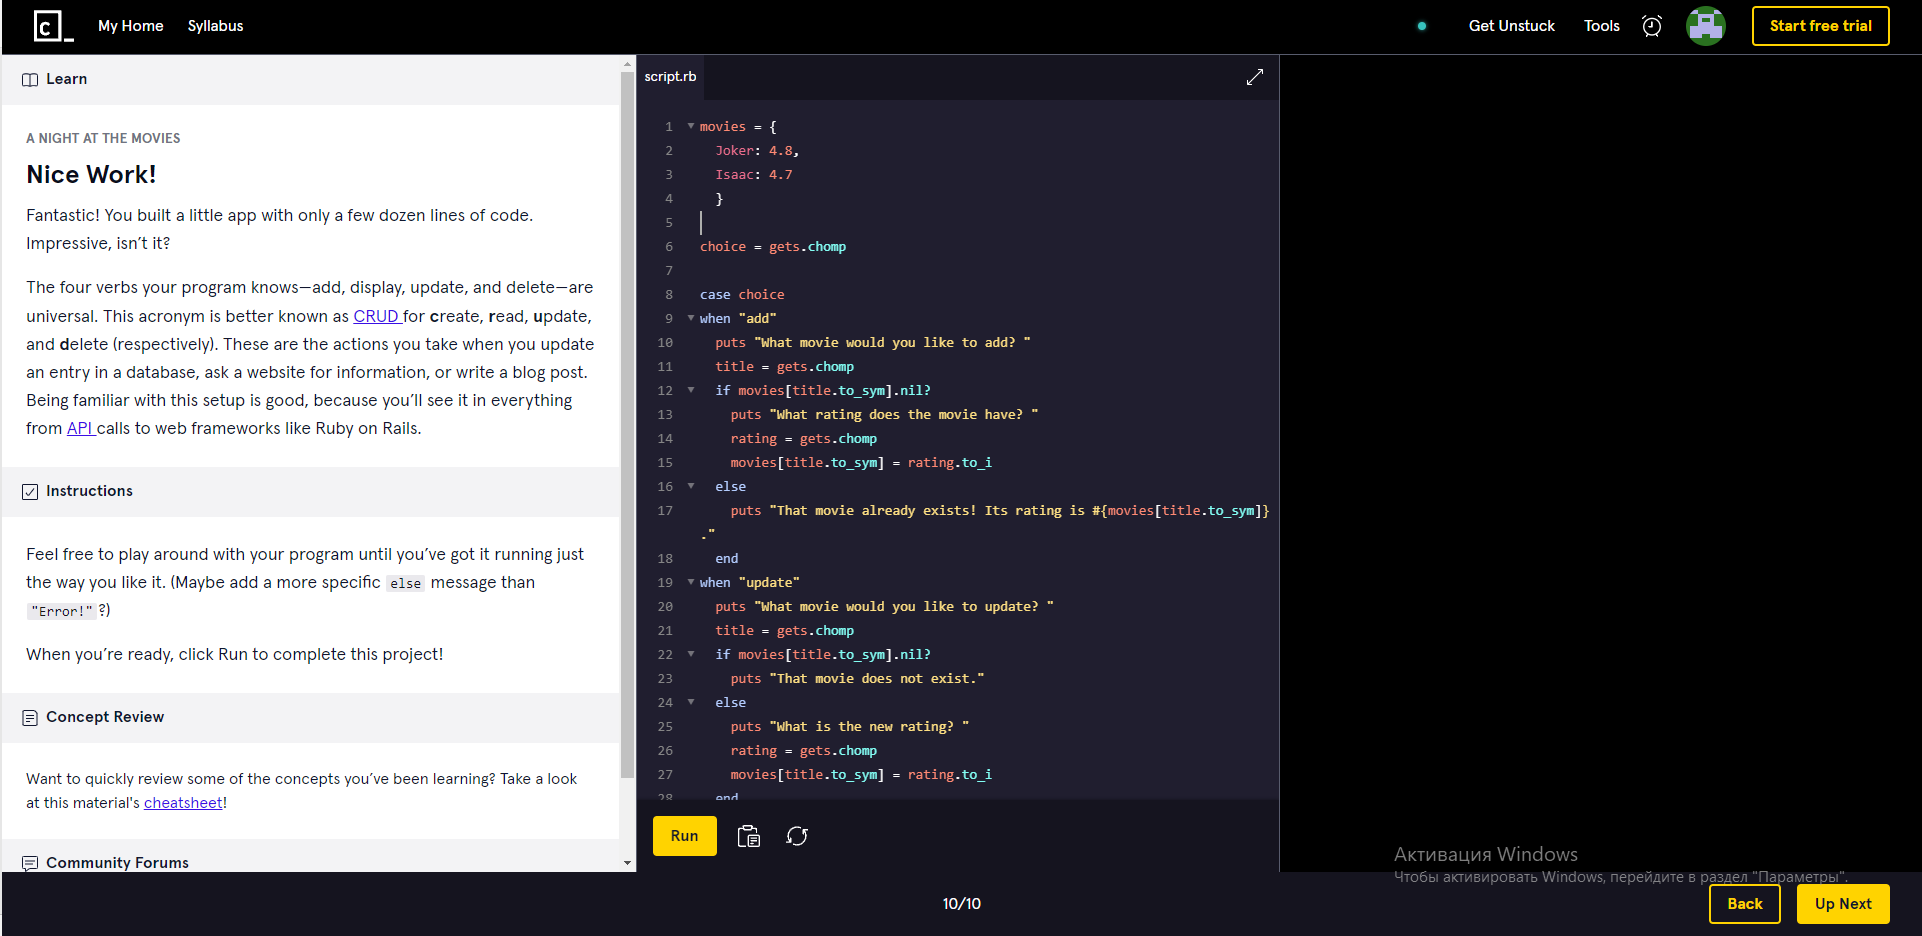 My Home
Syllabus
Get Unstuck
Tools
Start free trial
Learn
A NIGHT AT THE MOVIES
Nice Work!
Fantastic! You built a little app with only a few dozen lines of code.
Impressive, isn’t it?
The four verbs your program knows—add, display, update, and delete—are
universal. This acronym is better known as CRUD for create, read, update,
and delete (respectively). These are the actions you take when you update
an entry in a database, ask a website for information, or write a blog post.
Being familiar with this setup is good, because you’ll see it in everything
from API calls to web frameworks like Ruby on Rails.
Instructions
Feel free to play around with your program until you’ve got it running just
the way you like it. (Maybe add a more specific else message than
"Error!" ?)
When you’re ready, click Run to complete this project!
Concept Review
Want to quickly review some of the concepts you’ve been learning? Take a look
at this material's cheatsheet!
Community Forums
script.rb
1 movies = {
2 Joker: 4.8,
3 Isaac: 4.7
4 }
5
6 choice = gets.chomp
7
8 case choice
9 when "add"
10 puts "What movie would you like to add? "
11 title = gets.chomp
12 if movies[title.to_sym].nil?
13 puts "What rating does the movie have? "
14 rating = gets.chomp
15 movies[title.to_sym] = rating.to_i
16 else
17 puts "That movie already exists! Its rating is #{movies[title.to_sym]}
."
18 end
19 when "update"
20 puts "What movie would you like to update? "
21 title = gets.chomp
22 if movies[title.to_sym].nil?
23 puts "That movie does not exist."
24 else
25 puts "What is the new rating? "
26 rating = gets.chomp
27 movies[title.to_sym] = rating.to_i
28 end
Run
Активация Windows
Чтобы активировать Windows, перейдите в раздел "Параметры".
10/10
Back
Up Next